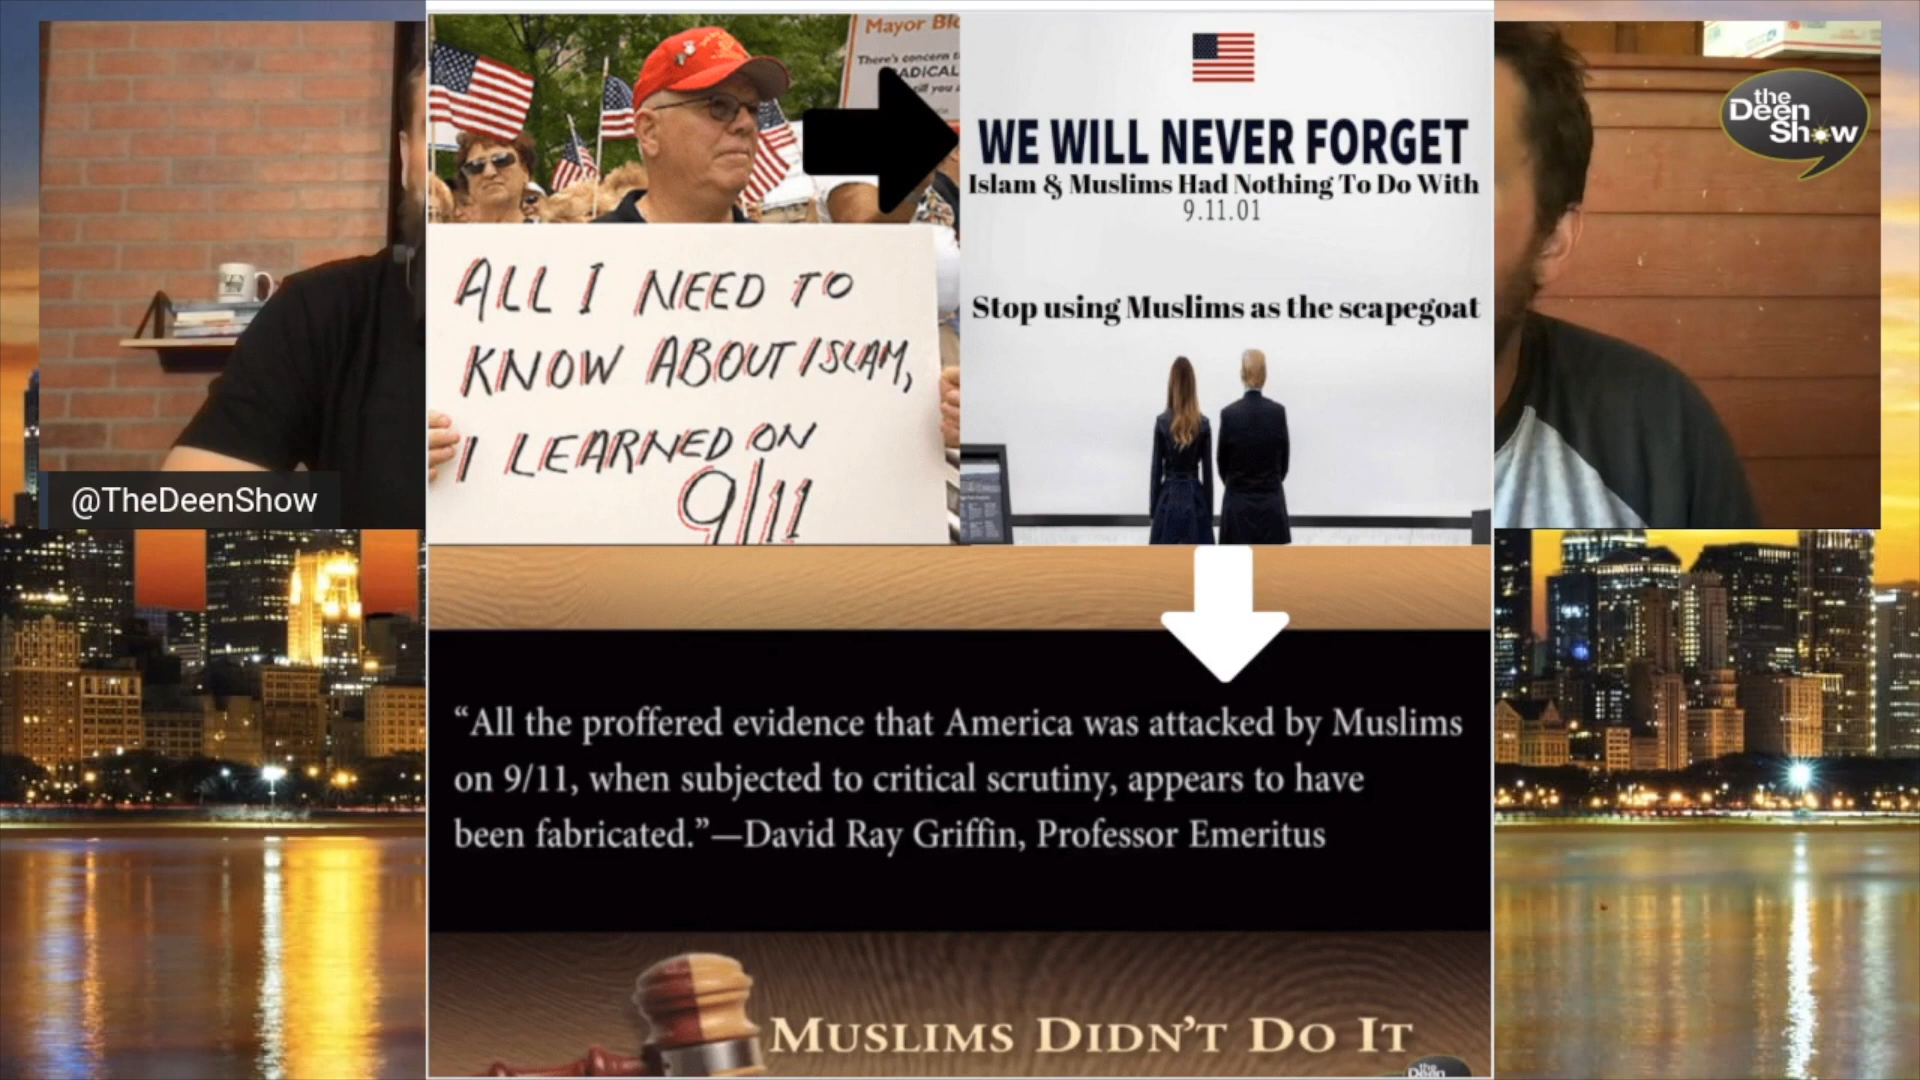 Mayor
There's concern
ADICAL
@TheDeenShow
ALL I NEED TO
KNOW ABOUT ISLAM,
I LEARNED ON
9/11
WE WILL NEVER FORGET
Islam & Muslims Had Nothing To Do With
9.11.01
Stop using Muslims as the scapegoat
the
Deen
Show
“All the proffered evidence that America was attacked by Muslims
on 9/11, when subjected to critical scrutiny, appears to have
been fabricated.”—David Ray Griffin, Professor Emeritus
MUSLIMS DIDN’T DO IT
the
Deen